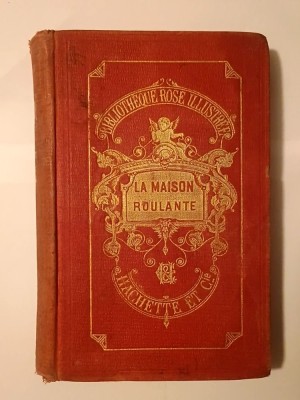 BIBLIOTHÈQUE ROSE ILLUSTRÉE
LA MAISON
ROULANTE
HACHETTE ET Cie